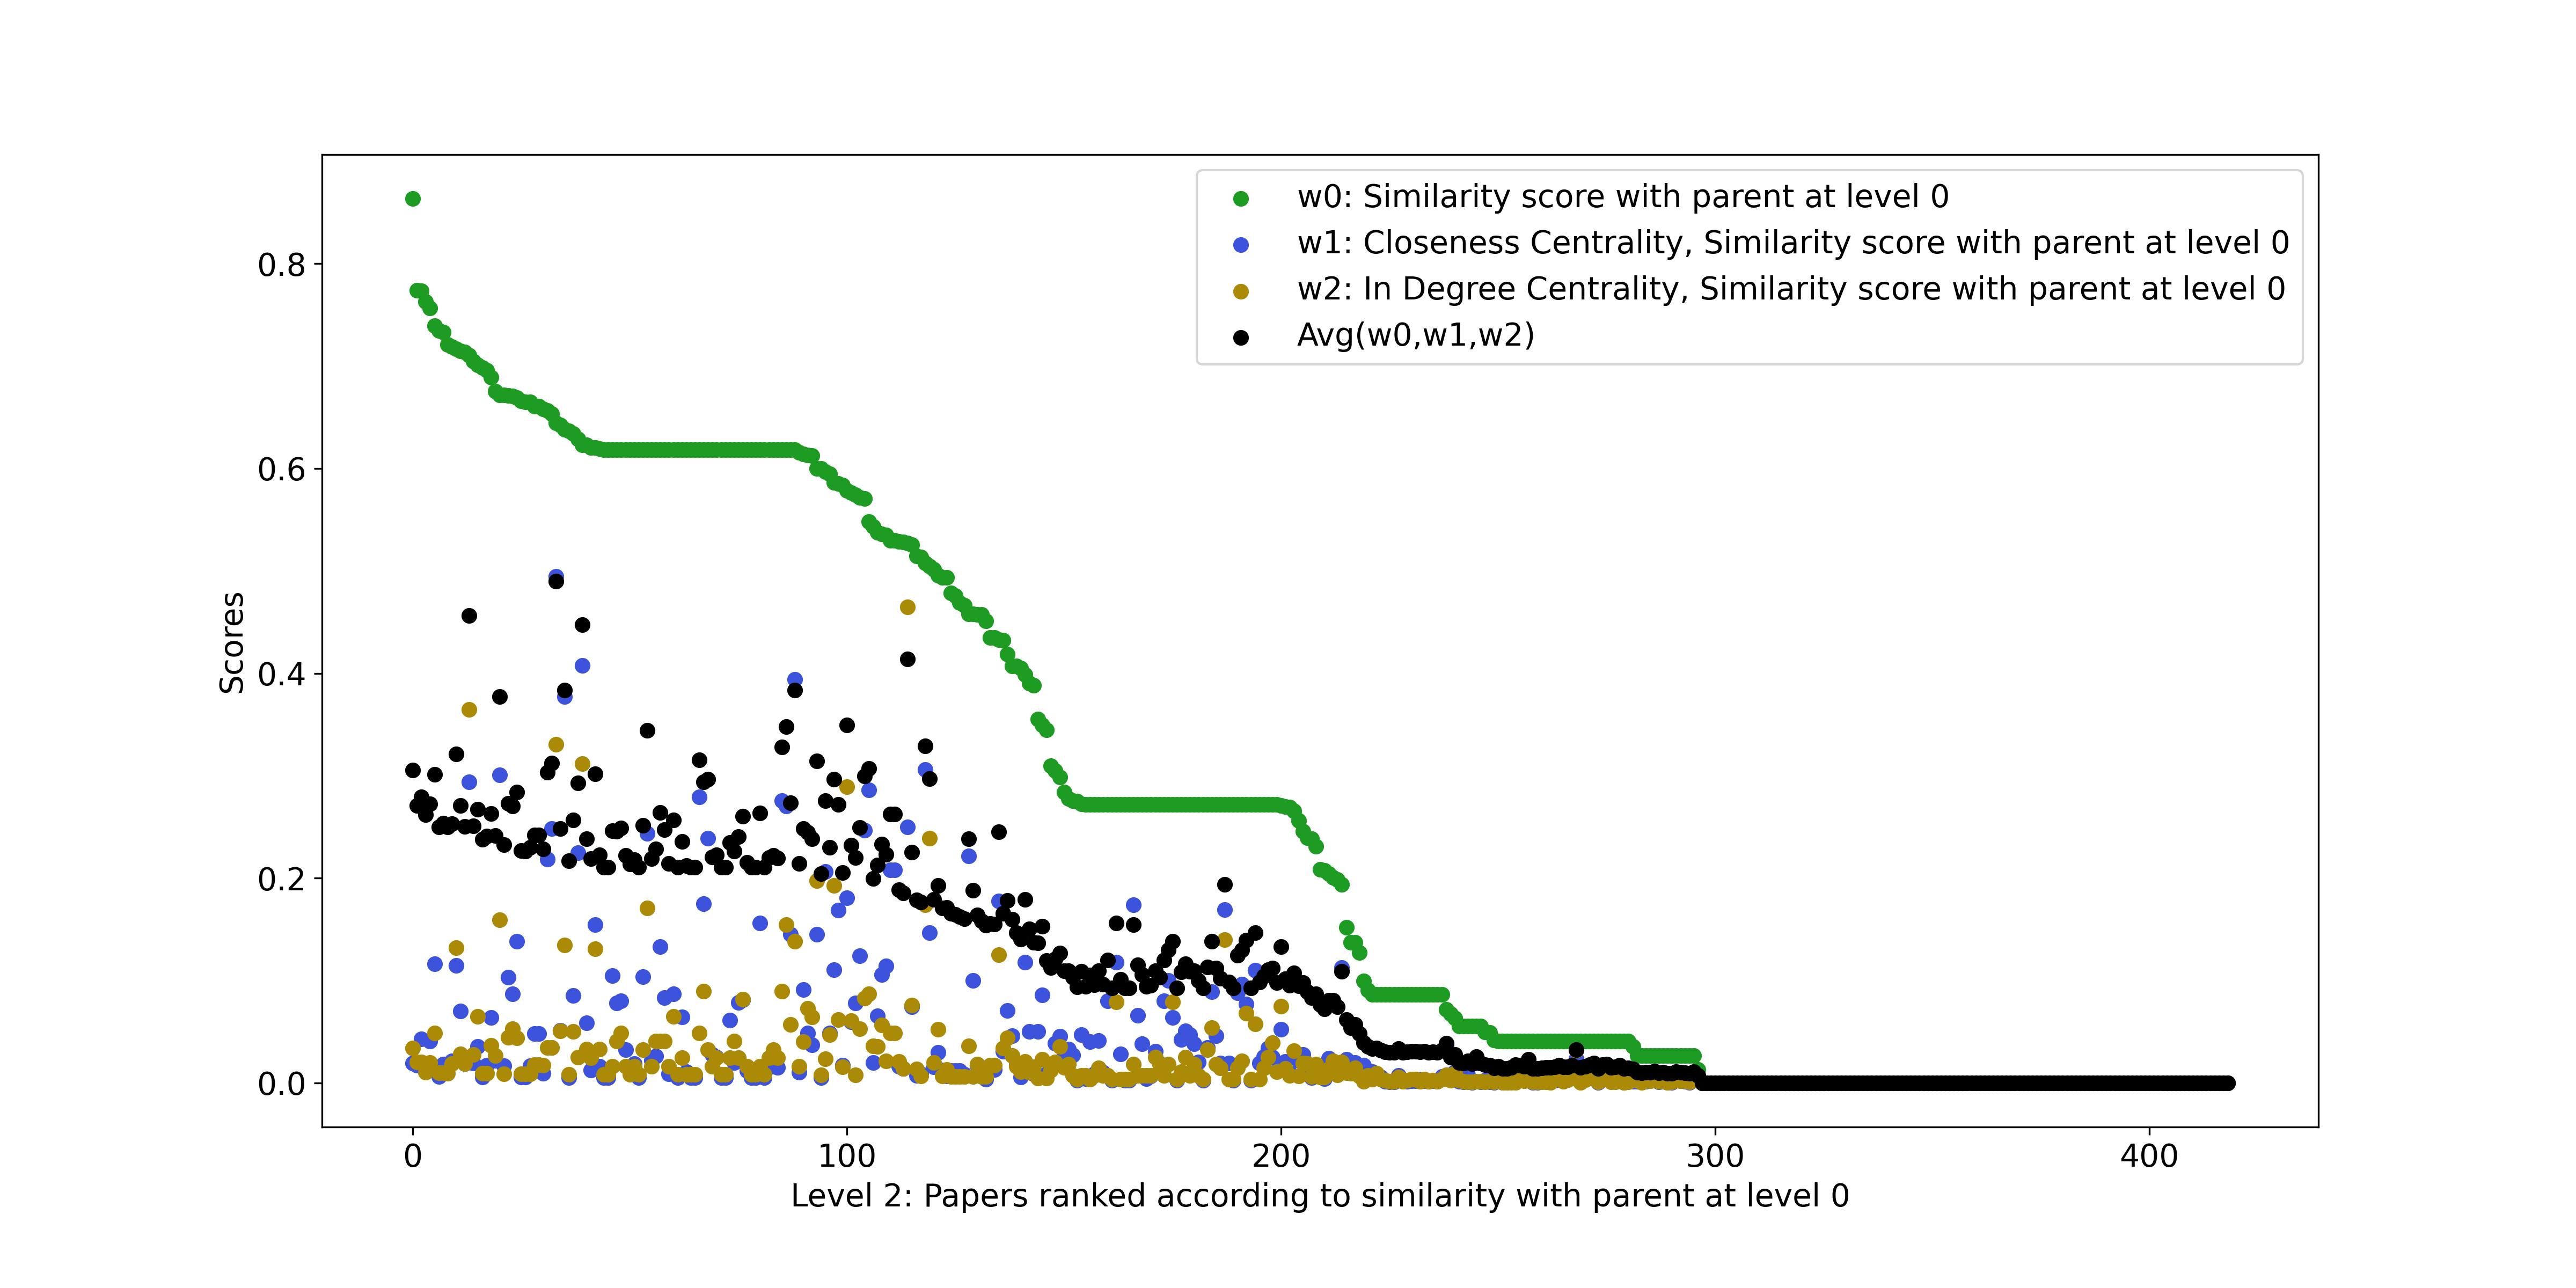 w0: Similarity score with parent at level 0
w1: Closeness Centrality, Similarity score with parent at level 0
w2: In Degree Centrality, Similarity score with parent at level 0
Avg(w0,w1,w2)
0.8
0.6
0.4
0.2
0.0
Scores
0 100 200 300 400
Level 2: Papers ranked according to similarity with parent at level 0